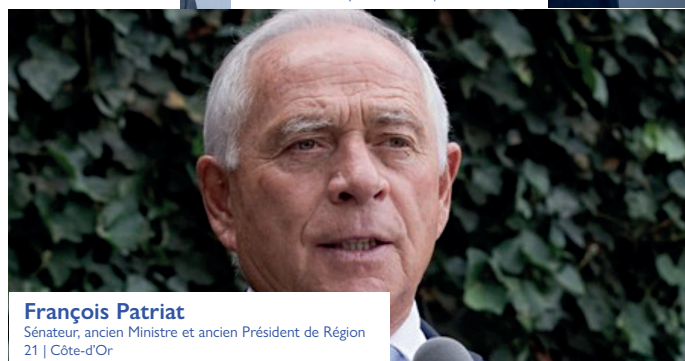 François Patriat
Sénateur, ancien Ministre et ancien Président de Région
21 | Côte-d'Or